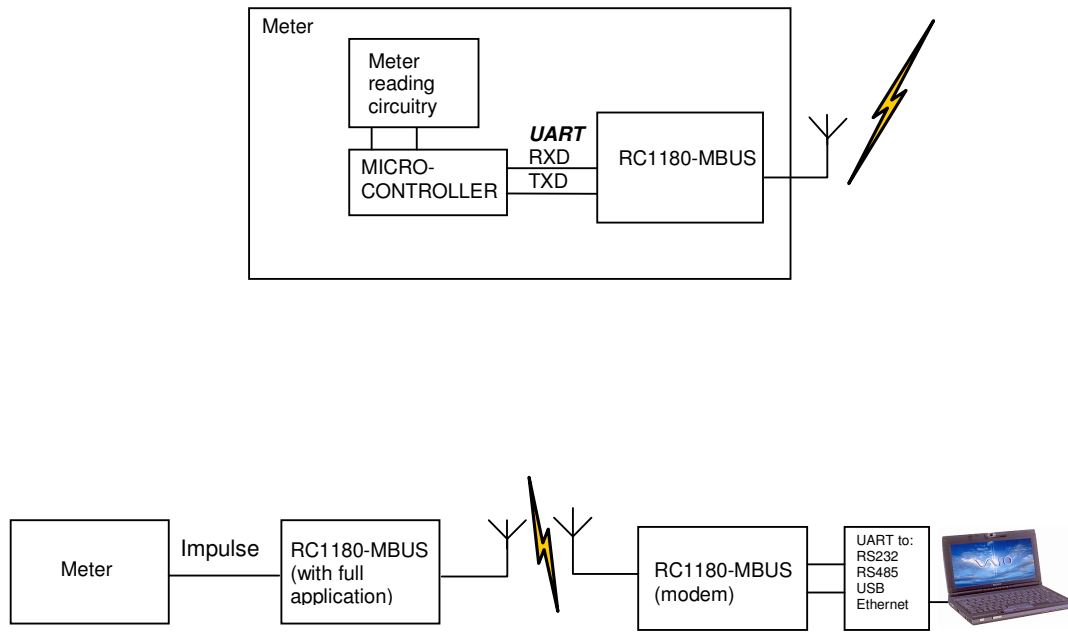 Meter
Meter
reading
circuitry
UART
RXD
TXD
MICRO-
CONTROLLER
RC1180-MBUS
Meter
Impulse
RC1180-MBUS
(with full
application)
RC1180-MBUS
(modem)
UART to:
RS232
RS485
USB
Ethernet
VAIO